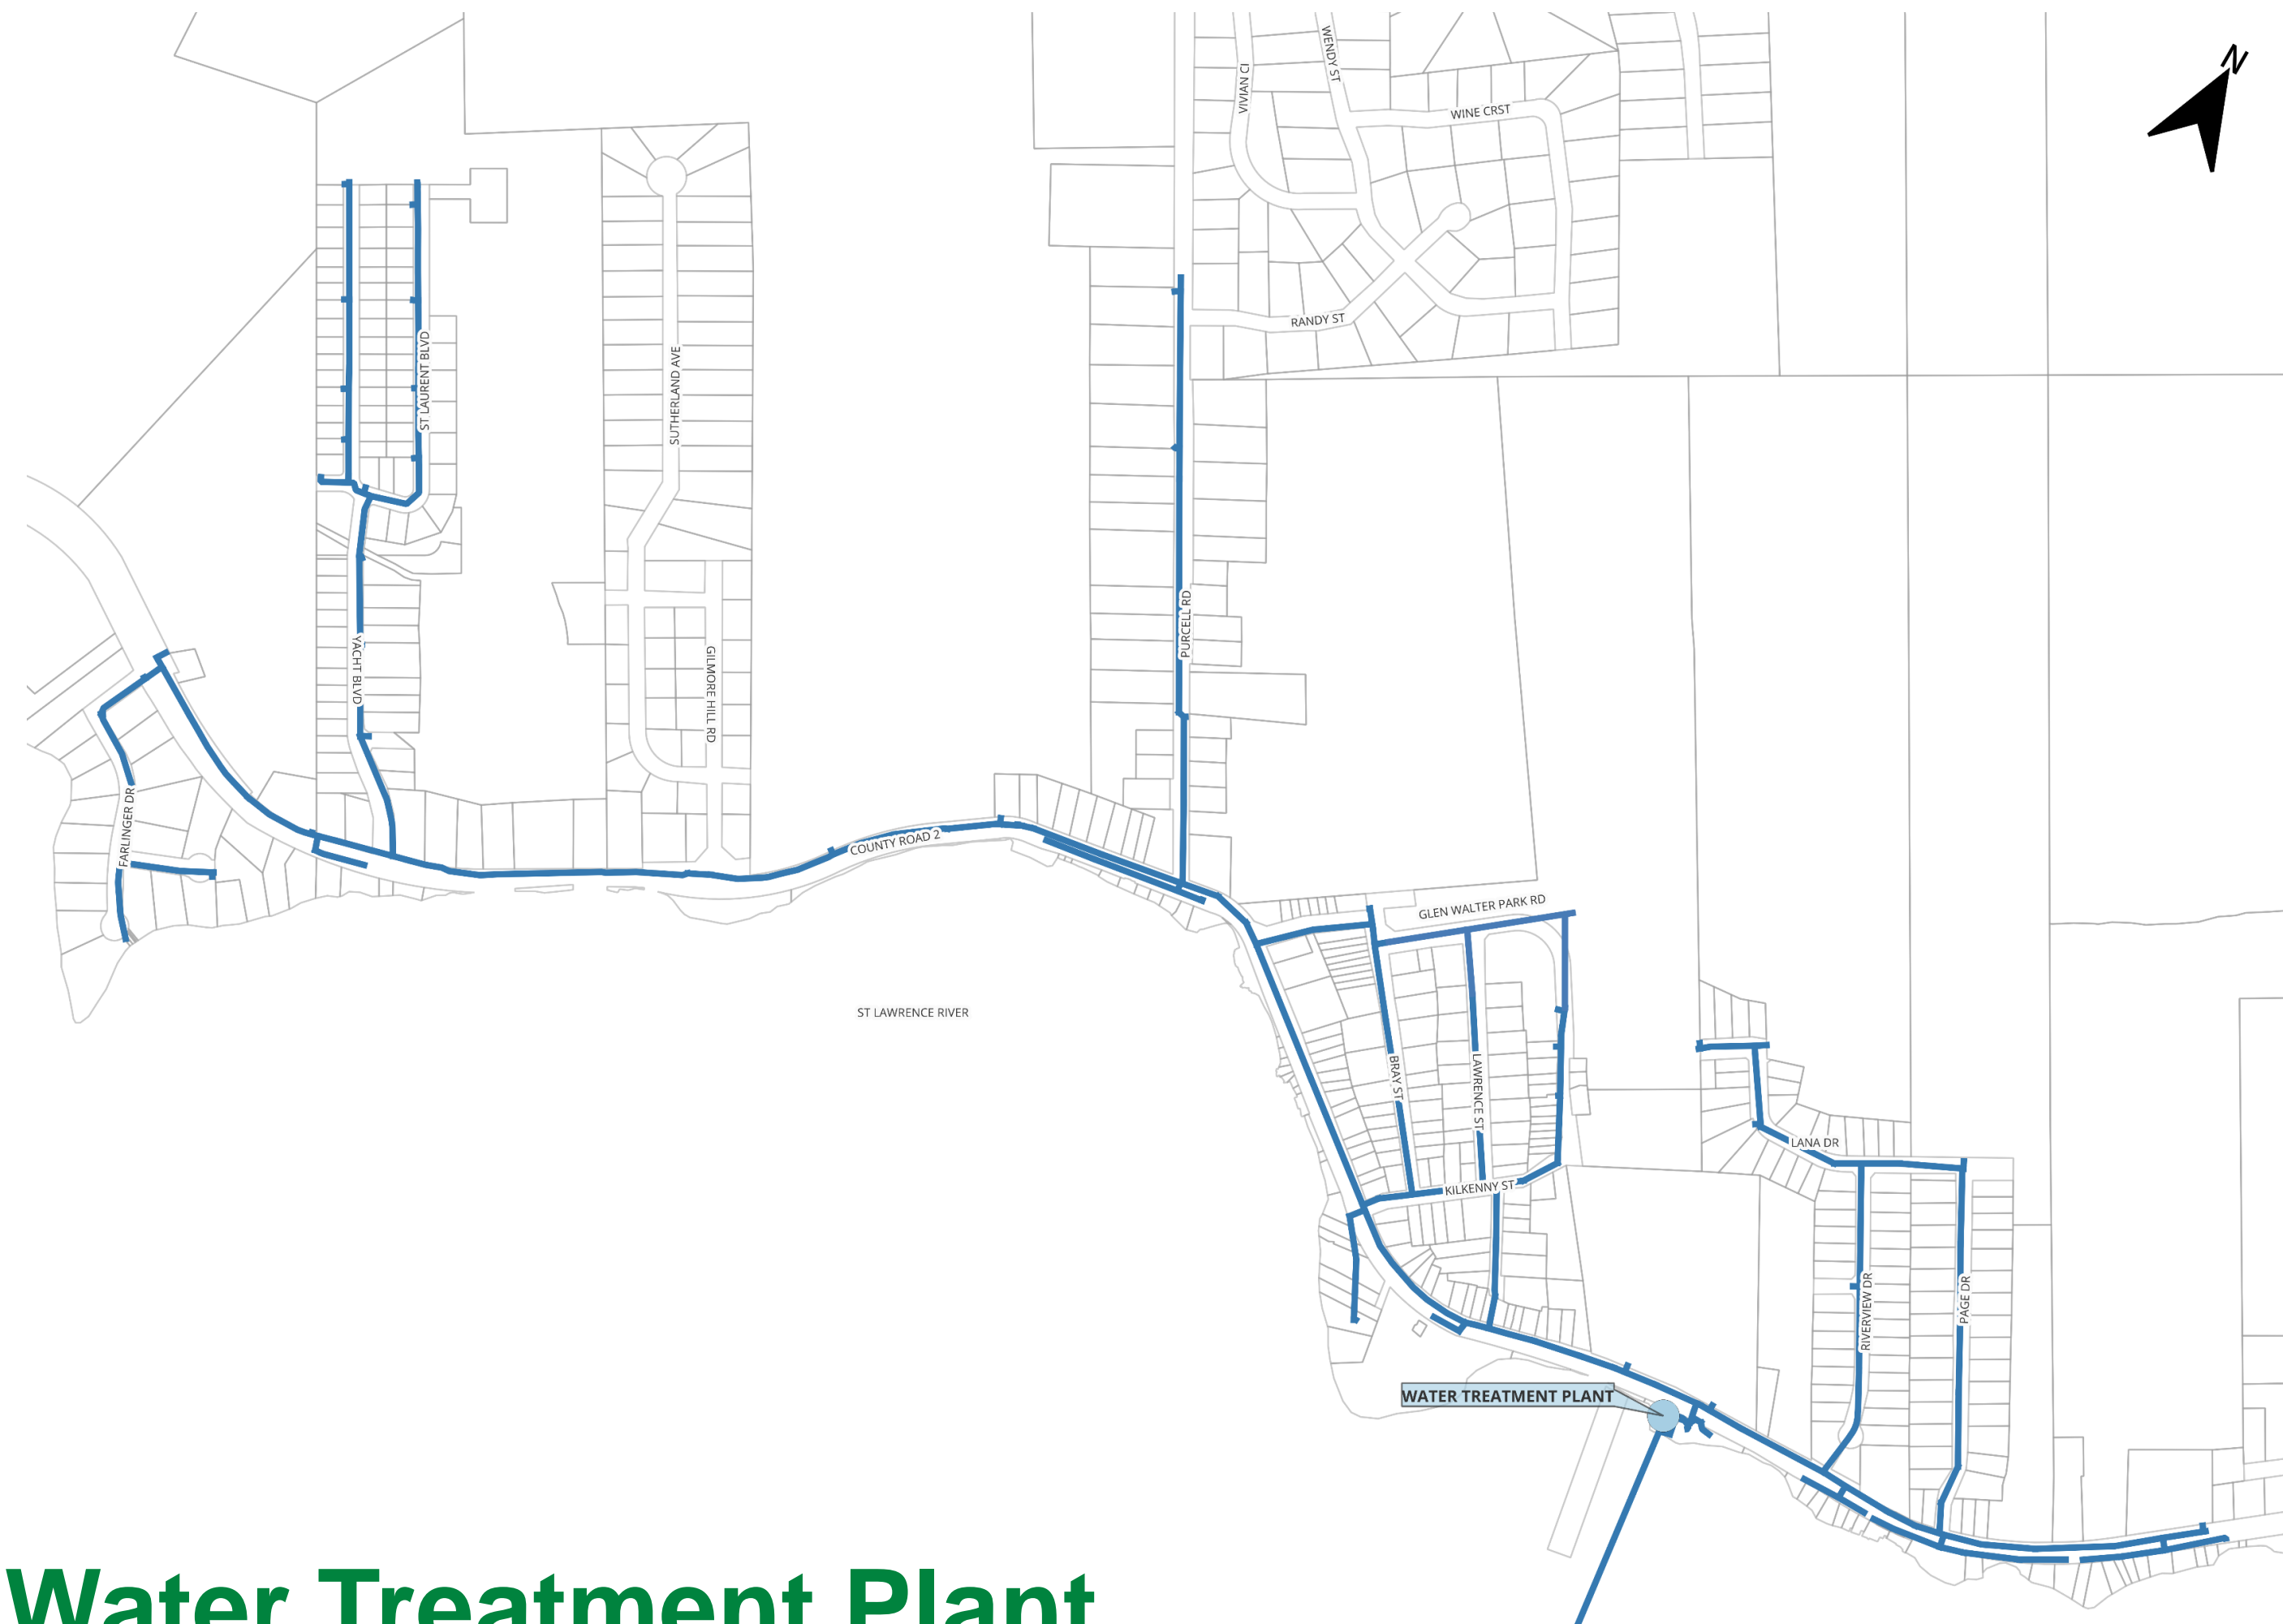 N
WENDY ST
VIVIAN CI
WINE CRST
RANDY ST
ST LAURENT BLVD
SUTHERLAND AVE
PURCELL RD
YACHT BLVD
GILMORE HILL RD
FARLINGER DR
COUNTY ROAD 2
GLEN WALTER PARK RD
ST LAWRENCE RIVER
BRAY ST
LAWRENCE ST
LANA DR
KILKENNY ST
RIVERVIEW DR
PAGE DR
WATER TREATMENT PLANT
Water Treatment Plant